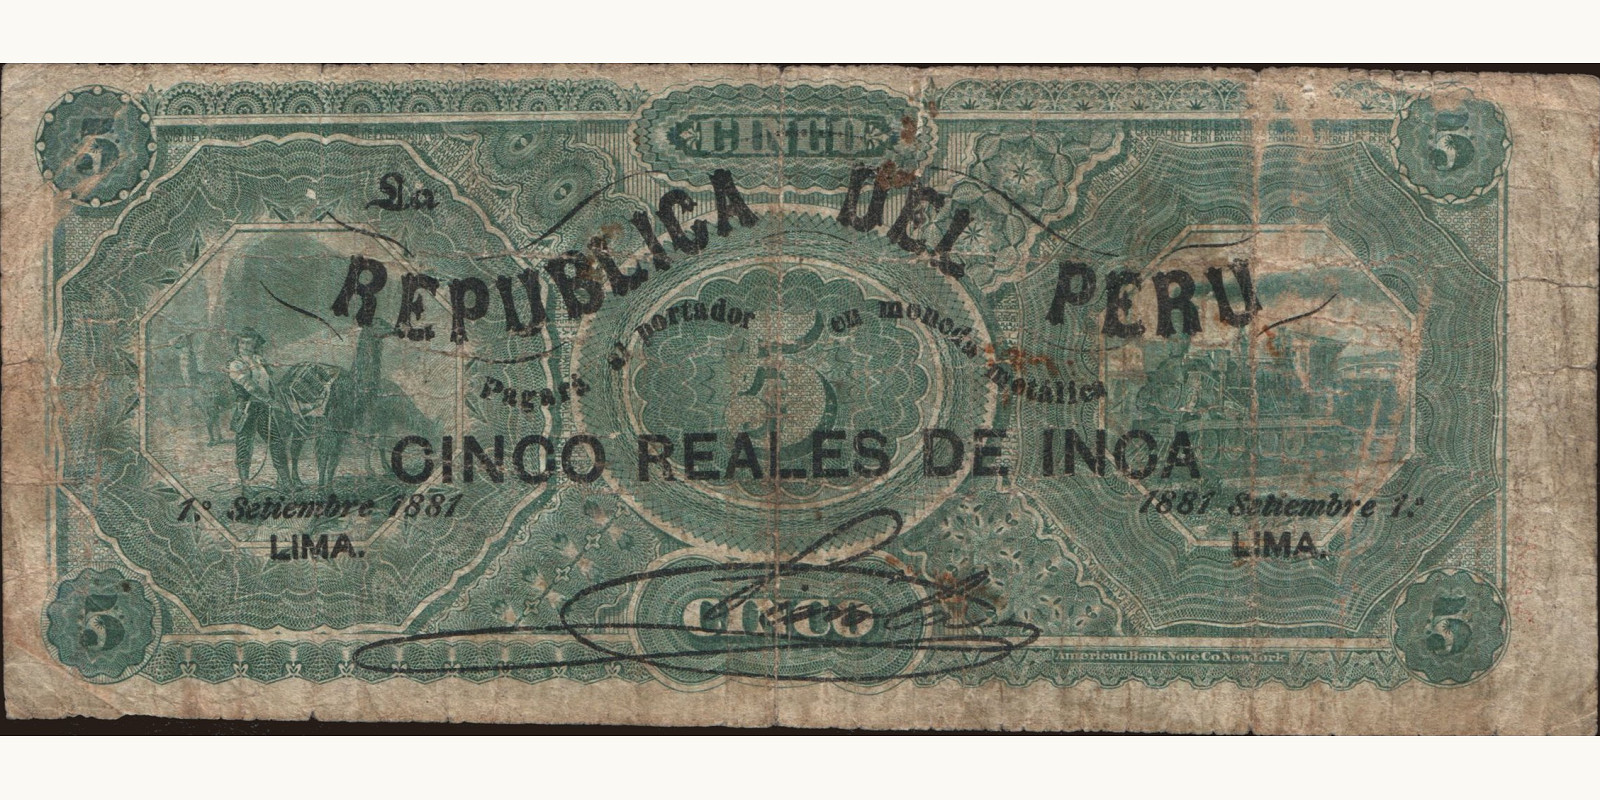 5 CINCO 5
La
REPUBLICA DEL PERU
Pagará al portador en moneda metálica
5
CINCO REALES DE INCA
1.º Setiembre 1881
LIMA.
1881 Setiembre 1.º
LIMA.
5 CINCO 5
American Bank Note Co New York